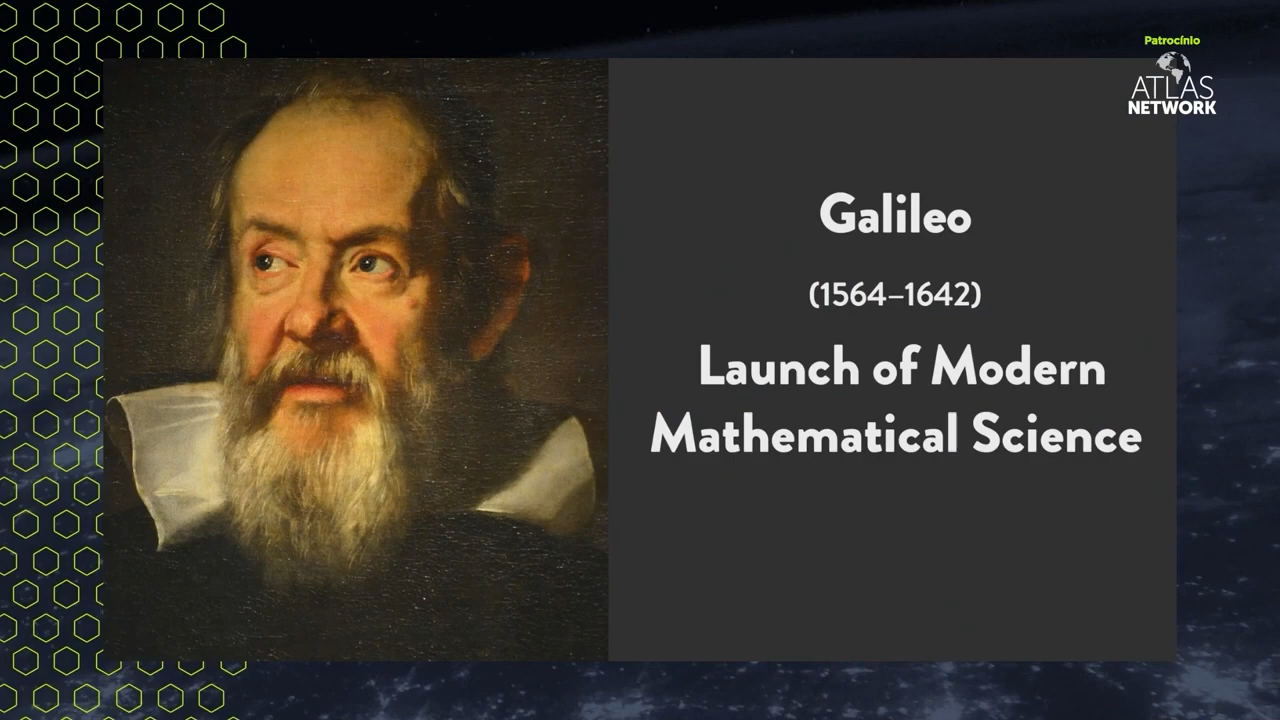 Patrocínio
ATLAS
NETWORK
Galileo
(1564–1642)
Launch of Modern
Mathematical Science